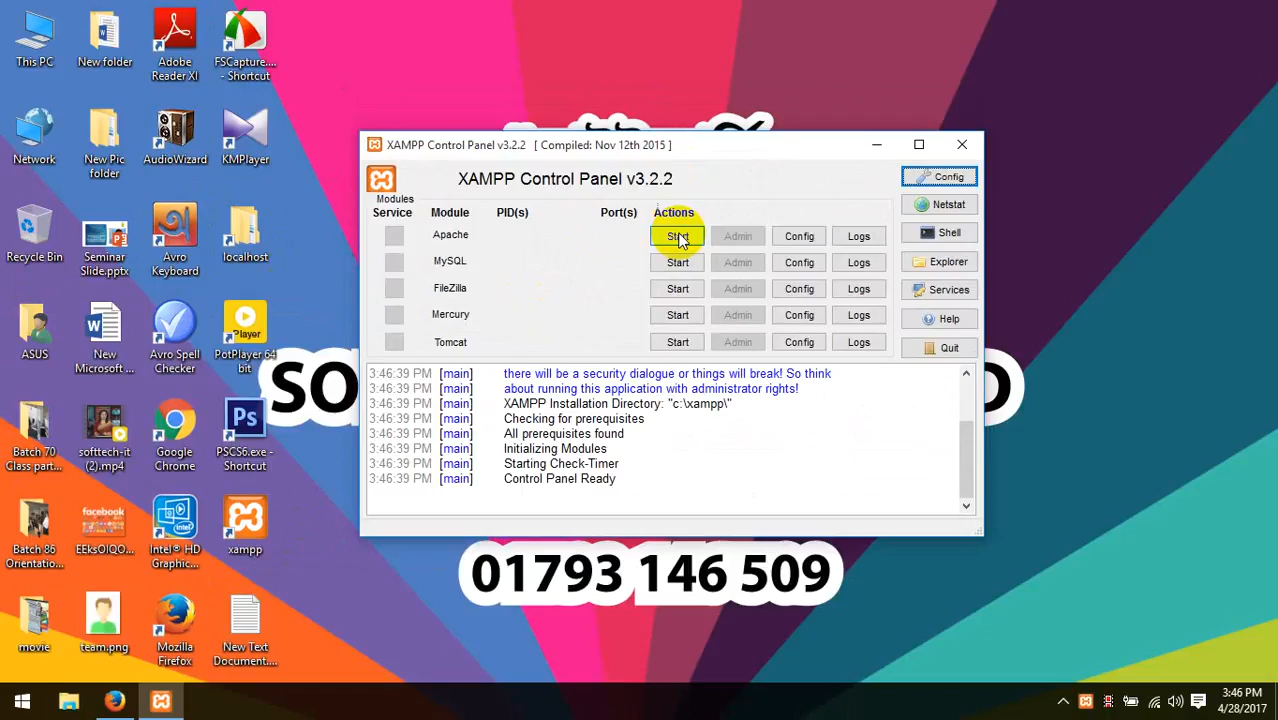 This PC
New folder
Adobe
Reader XI
FSCapture....
- Shortcut
Network
New Pic
folder
AudioWizard
KMPlayer
Recycle Bin
Seminar
Slide.pptx
Avro
Keyboard
localhost
ASUS
New
Microsoft ...
Avro Spell
Checker
Player
PotPlayer 64
bit
Batch 70
Class part...
softtech-it
(2).mp4
Google
Chrome
Ps
PSCS6.exe -
Shortcut
Batch 86
Orientatio...
facebook
EEksOlQO...
Intel® HD
Graphic...
xampp
movie
team.png
Mozilla
Firefox
New Text
Document....
XAMPP Control Panel v3.2.2 [ Compiled: Nov 12th 2015 ]
XAMPP Control Panel v3.2.2
Config
Modules
Service Module PID(s) Port(s) Actions
Netstat
Apache Start Admin Config Logs
Shell
MySQL Start Admin Config Logs
Explorer
FileZilla Start Admin Config Logs
Services
Mercury Start Admin Config Logs
Help
Tomcat Start Admin Config Logs
Quit
3:46:39 PM [main] there will be a security dialogue or things will break! So think
3:46:39 PM [main] about running this application with administrator rights!
3:46:39 PM [main] XAMPP Installation Directory: "c:\xampp\"
3:46:39 PM [main] Checking for prerequisites
3:46:39 PM [main] All prerequisites found
3:46:39 PM [main] Initializing Modules
3:46:39 PM [main] Starting Check-Timer
3:46:39 PM [main] Control Panel Ready
SO
D
01793 146 509
3:46 PM
4/28/2017